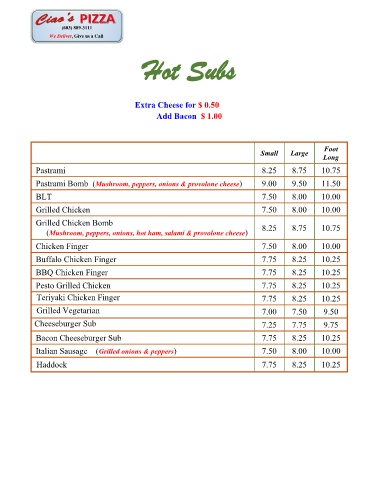 Ciao's PIZZA
(603) 889-3111
We Deliver, Give us a Call
Hot Subs
Extra Cheese for $ 0.50
Add Bacon $ 1.00
Small Large Foot Long
Pastrami 8.25 8.75 10.75
Pastrami Bomb (Mushroom, peppers, onions & provolone cheese) 9.00 9.50 11.50
BLT 7.50 8.00 10.00
Grilled Chicken 7.50 8.00 10.00
Grilled Chicken Bomb
(Mushroom, peppers, onions, hot ham, salami & provolone cheese) 8.25 8.75 10.75
Chicken Finger 7.50 8.00 10.00
Buffalo Chicken Finger 7.75 8.25 10.25
BBQ Chicken Finger 7.75 8.25 10.25
Pesto Grilled Chicken 7.75 8.25 10.25
Teriyaki Chicken Finger 7.75 8.25 10.25
Grilled Vegetarian 7.00 7.50 9.50
Cheeseburger Sub 7.25 7.75 9.75
Bacon Cheeseburger Sub 7.75 8.25 10.25
Italian Sausage (Grilled onions & peppers) 7.50 8.00 10.00
Haddock 7.75 8.25 10.25